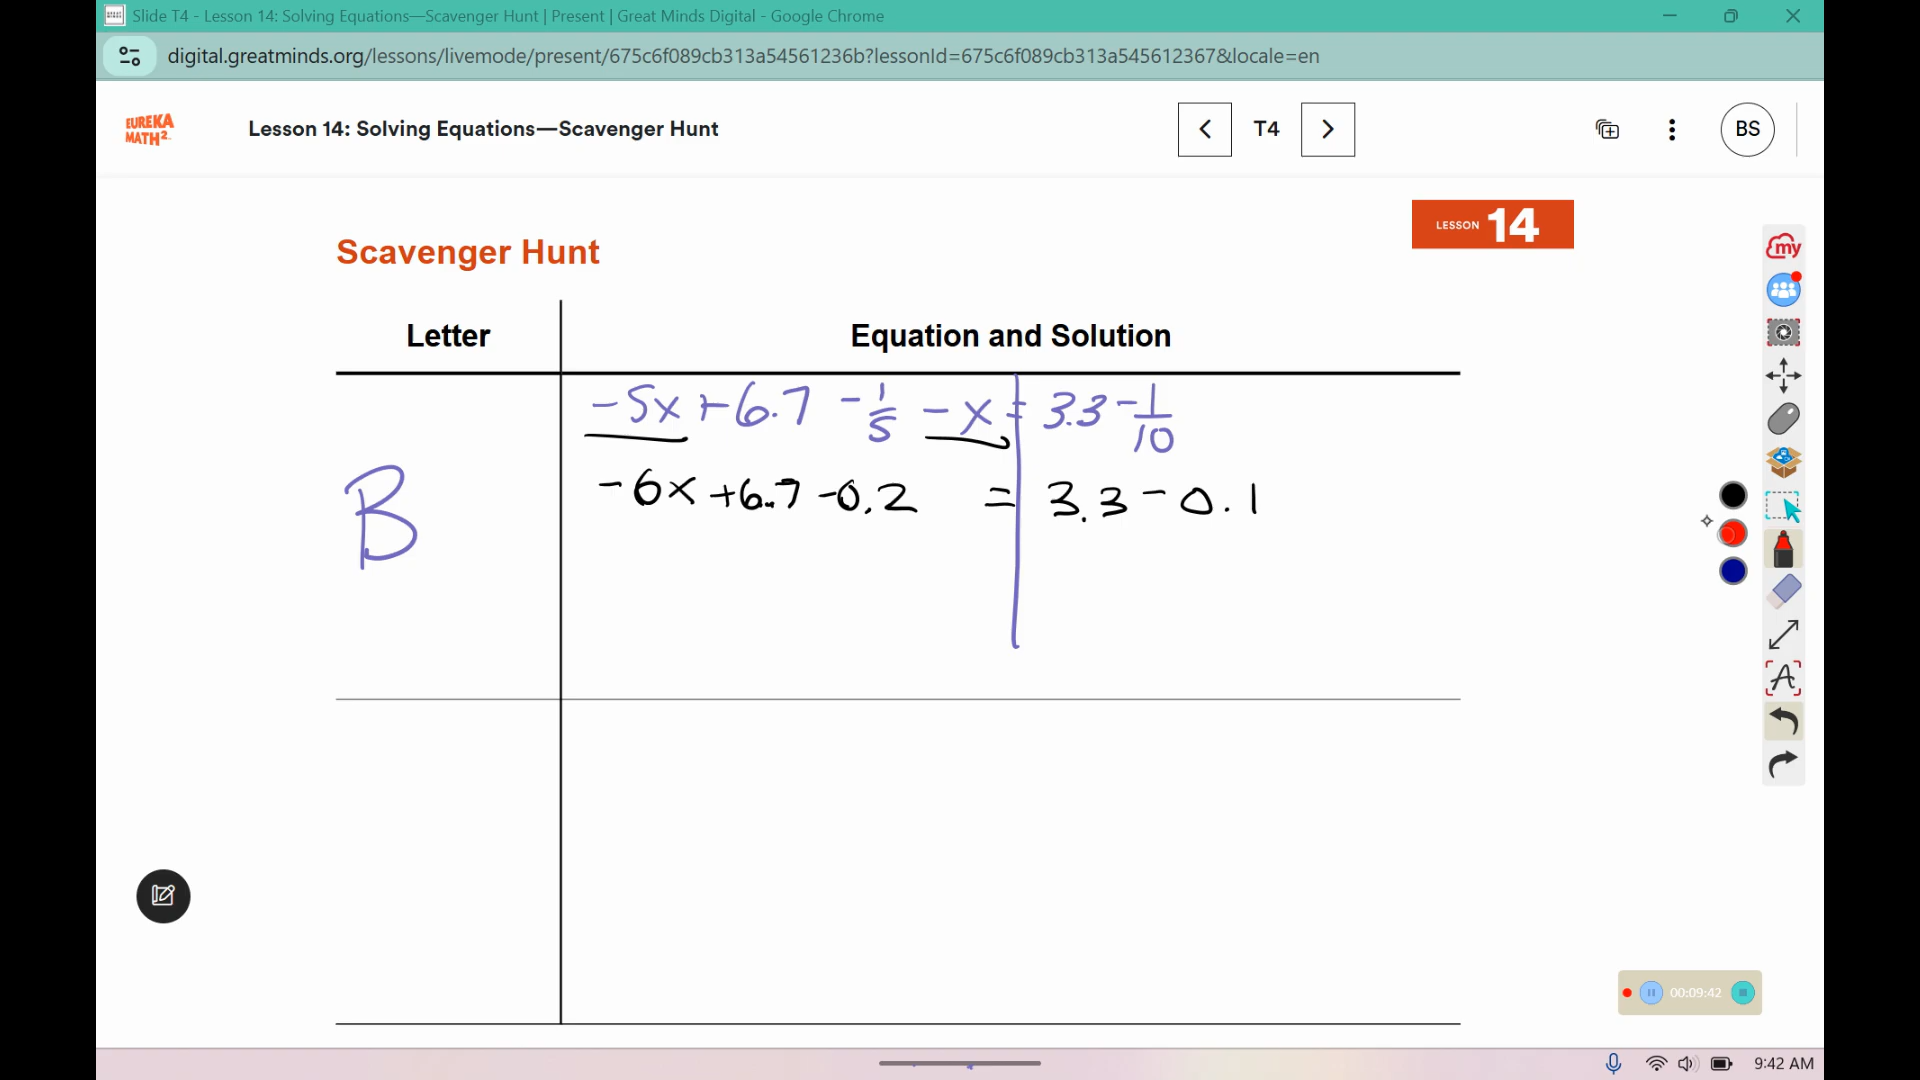 Slide T4 - Lesson 14: Solving Equations—Scavenger Hunt | Present | Great Minds Digital - Google Chrome
digital.greatminds.org/lessons/livemode/present/675c6f089cb313a54561236b?lessonId=675c6f089cb313a545612367&locale=en
EUREKA
MATH²
Lesson 14: Solving Equations—Scavenger Hunt
T4
BS
LESSON 14
Scavenger Hunt
my
Letter
Equation and Solution
-5x+6.7 -1/5 -x = 3.3 -1/10
B
-6x +6.7 -0.2 = 3.3 - 0.1
A
00:09:42
9:42 AM